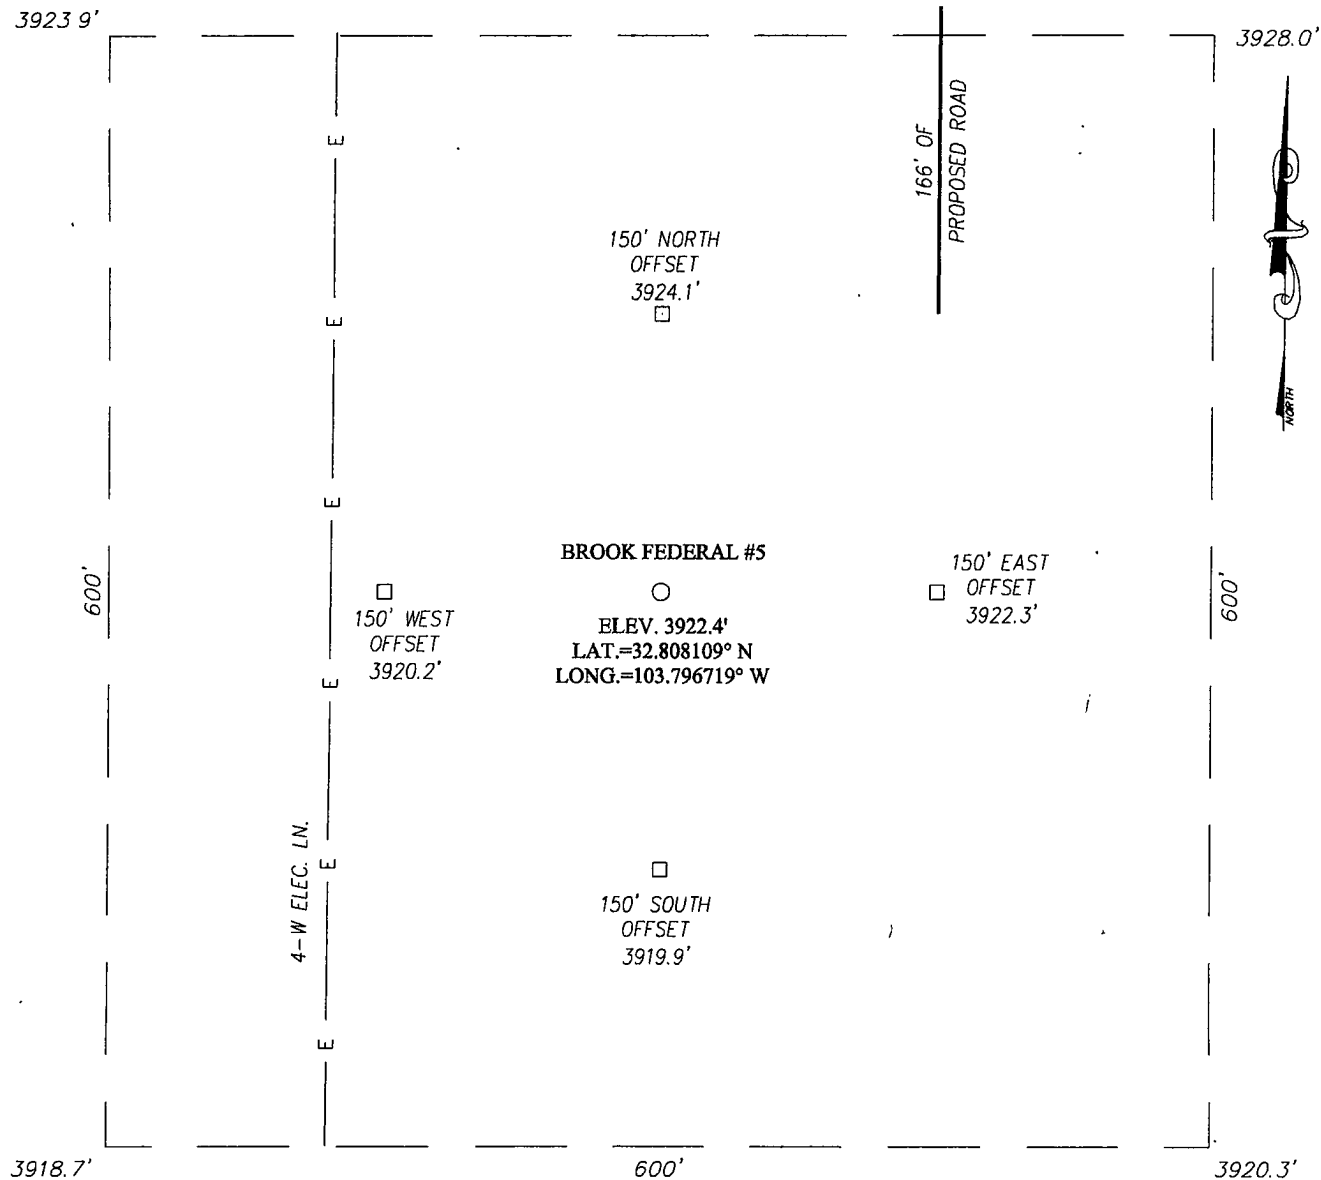 3923 9'
3928.0'
166' OF
PROPOSED ROAD
150' NORTH
OFFSET
3924.1'
NORTH
E
E
E
BROOK FEDERAL #5
600'
150' WEST
OFFSET
3920.2'
ELEV. 3922.4'
LAT.=32.808109° N
LONG.=103.796719° W
150' EAST
OFFSET
3922.3'
600'
E
4-W ELEC. LN.
E
150' SOUTH
OFFSET
3919.9'
E
3918.7'
600'
3920.3'